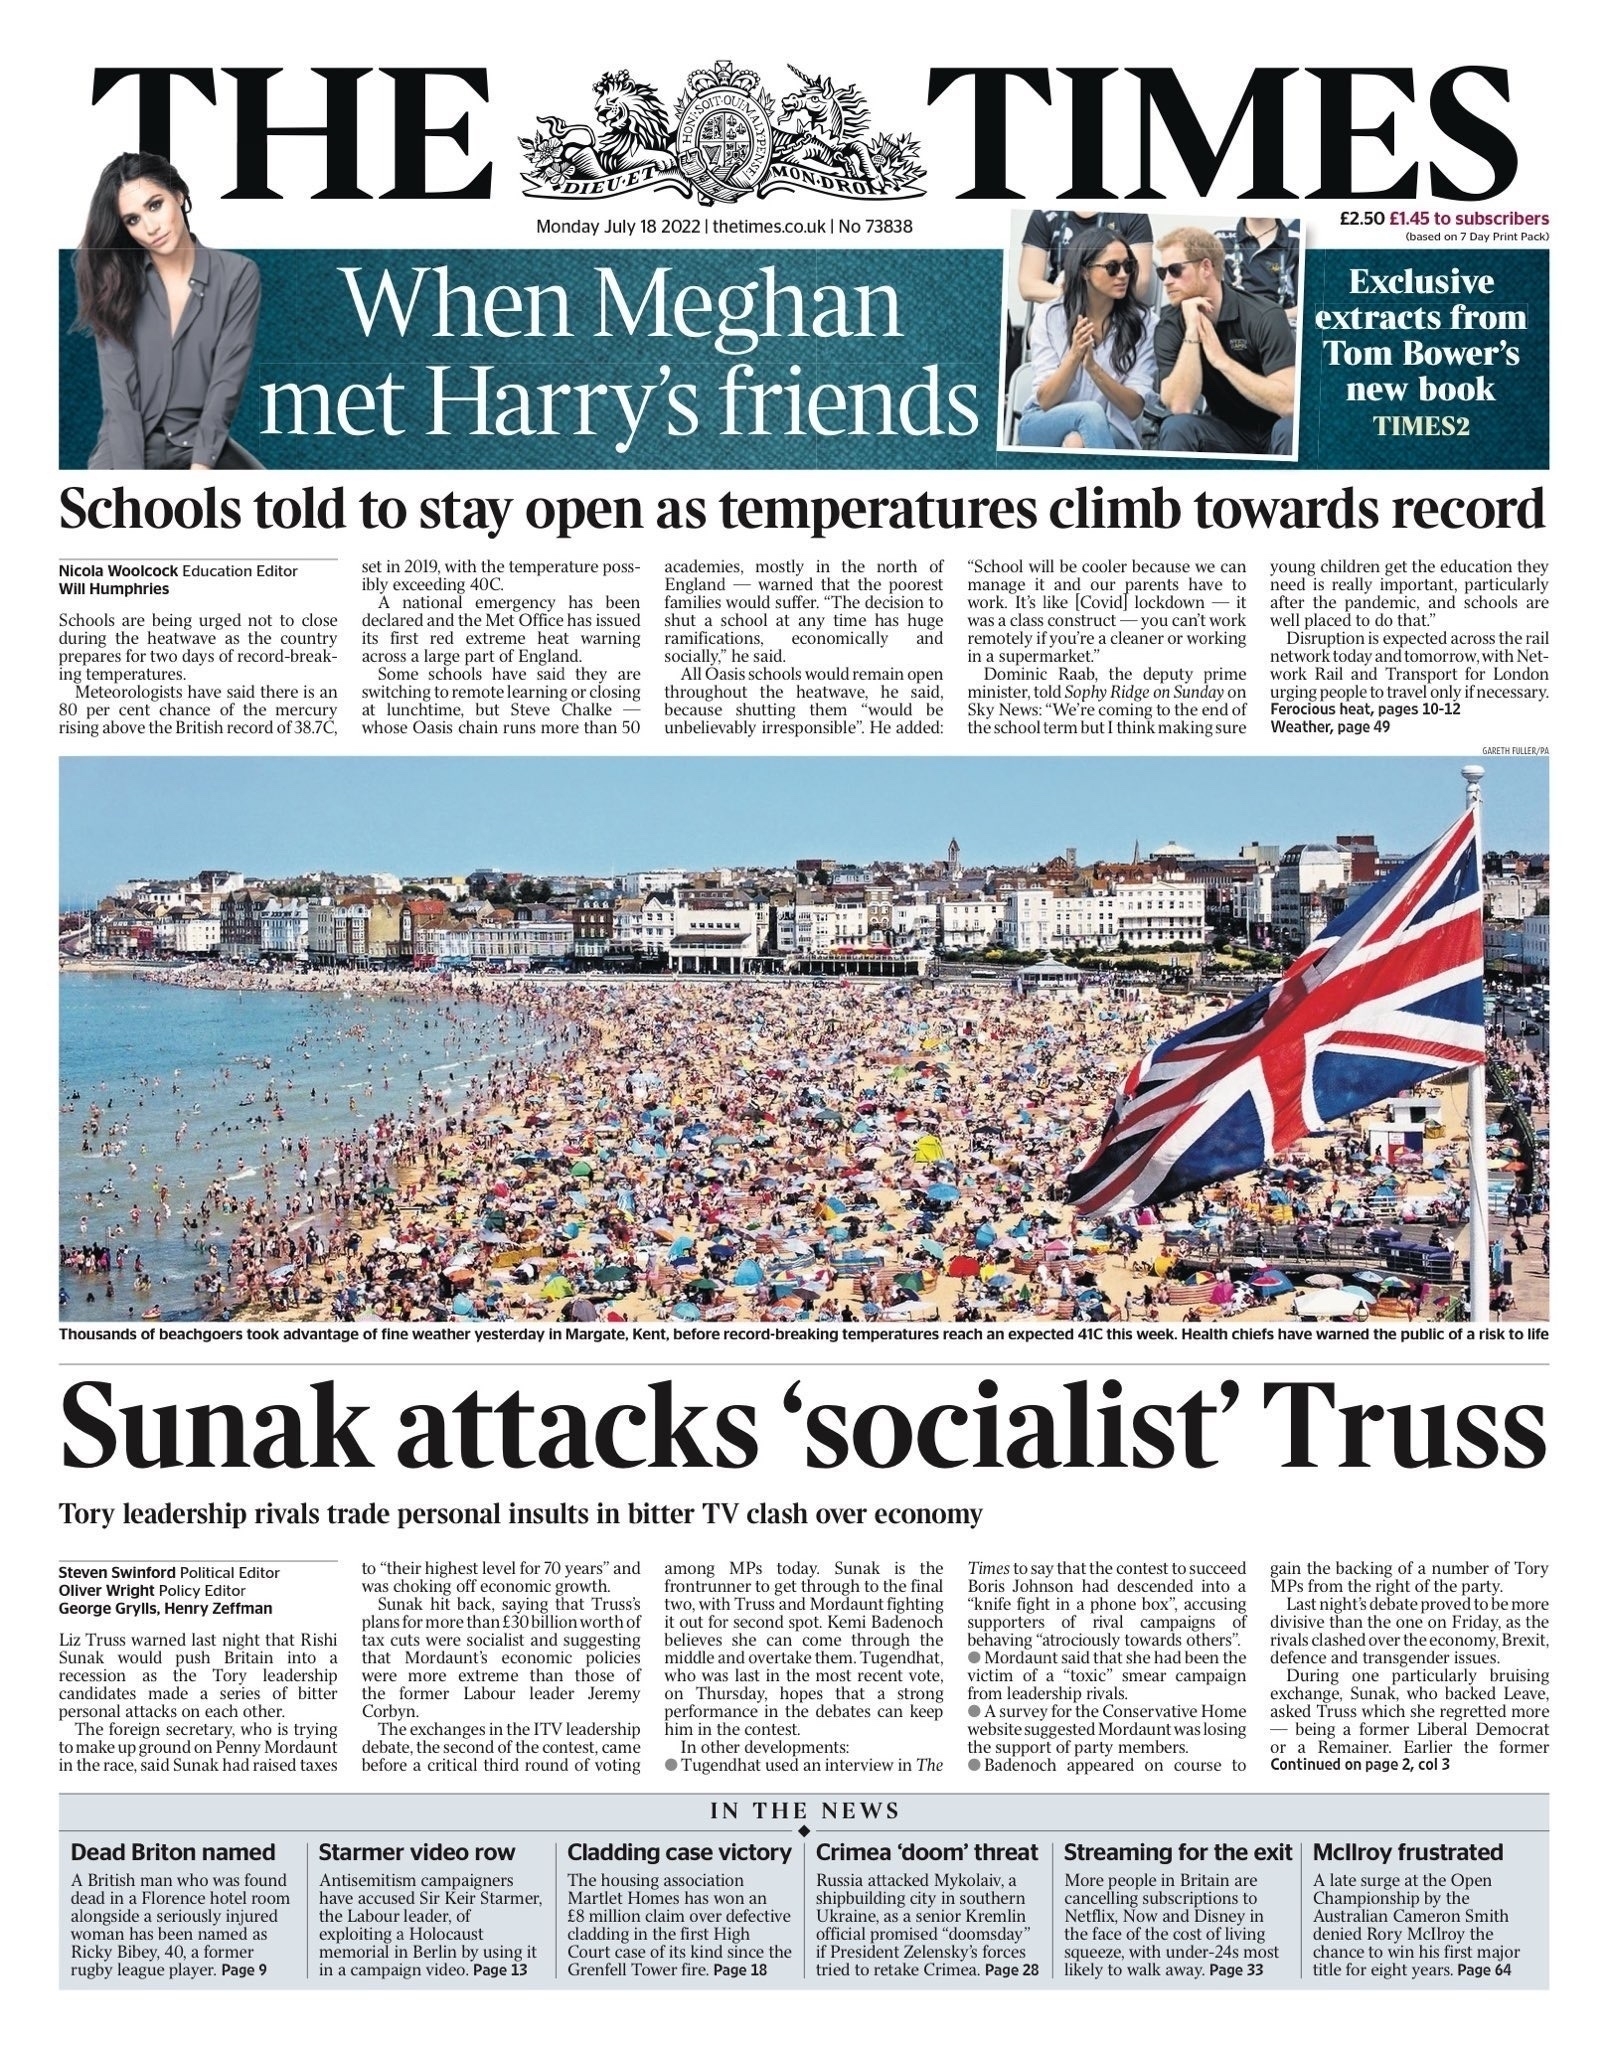 THE TIMES
HON·SOIT·QUI·MAL·Y·PENSE
DIEU·ET MON·DROIT
Monday July 18 2022 | thetimes.co.uk | No 73838
£2.50 £1.45 to subscribers
(based on 7 Day Print Pack)
When Meghan
met Harry's friends
Exclusive
extracts from
Tom Bower's
new book
TIMES2
Schools told to stay open as temperatures climb towards record
Nicola Woolcock Education Editor
Will Humphries
Schools are being urged not to close
during the heatwave as the country
prepares for two days of record-break-
ing temperatures.
Meteorologists have said there is an
80 per cent chance of the mercury
rising above the British record of 38.7C,
set in 2019, with the temperature poss-
ibly exceeding 40C.
A national emergency has been
declared and the Met Office has issued
its first red extreme heat warning
across a large part of England.
Some schools have said they are
switching to remote learning or closing
at lunchtime, but Steve Chalke —
whose Oasis chain runs more than 50
academies, mostly in the north of
England — warned that the poorest
families would suffer. “The decision to
shut a school at any time has huge
ramifications, economically and
socially,” he said.
All Oasis schools would remain open
throughout the heatwave, he said,
because shutting them “would be
unbelievably irresponsible”. He added:
“School will be cooler because we can
manage it and our parents have to
work. It's like [Covid] lockdown — it
was a class construct — you can't work
remotely if you're a cleaner or working
in a supermarket.”
Dominic Raab, the deputy prime
minister, told Sophy Ridge on Sunday on
Sky News: “We're coming to the end of
the school term but I think making sure
young children get the education they
need is really important, particularly
after the pandemic, and schools are
well placed to do that.”
Disruption is expected across the rail
network today and tomorrow, with Net-
work Rail and Transport for London
urging people to travel only if necessary.
Ferocious heat, pages 10-12
Weather, page 49
GARETH FULLER/PA
Thousands of beachgoers took advantage of fine weather yesterday in Margate, Kent, before record-breaking temperatures reach an expected 41C this week. Health chiefs have warned the public of a risk to life
Sunak attacks ‘socialist’ Truss
Tory leadership rivals trade personal insults in bitter TV clash over economy
Steven Swinford Political Editor
Oliver Wright Policy Editor
George Grylls, Henry Zeffman
Liz Truss warned last night that Rishi
Sunak would push Britain into a
recession as the Tory leadership
candidates made a series of bitter
personal attacks on each other.
The foreign secretary, who is trying
to make up ground on Penny Mordaunt
in the race, said Sunak had raised taxes
to “their highest level for 70 years” and
was choking off economic growth.
Sunak hit back, saying that Truss's
plans for more than £30 billion worth of
tax cuts were socialist and suggesting
that Mordaunt's economic policies
were more extreme than those of
the former Labour leader Jeremy
Corbyn.
The exchanges in the ITV leadership
debate, the second of the contest, came
before a critical third round of voting
among MPs today. Sunak is the
frontrunner to get through to the final
two, with Truss and Mordaunt fighting
it out for second spot. Kemi Badenoch
believes she can come through the
middle and overtake them. Tugendhat,
who was last in the most recent vote,
on Thursday, hopes that a strong
performance in the debates can keep
him in the contest.
In other developments:
● Tugendhat used an interview in The
Times to say that the contest to succeed
Boris Johnson had descended into a
“knife fight in a phone box”, accusing
supporters of rival campaigns of
behaving “atrociously towards others”.
● Mordaunt said that she had been the
victim of a “toxic” smear campaign
from leadership rivals.
● A survey for the Conservative Home
website suggested Mordaunt was losing
the support of party members.
● Badenoch appeared on course to
gain the backing of a number of Tory
MPs from the right of the party.
Last night's debate proved to be more
divisive than the one on Friday, as the
rivals clashed over the economy, Brexit,
defence and transgender issues.
During one particularly bruising
exchange, Sunak, who backed Leave,
asked Truss which she regretted more
— being a former Liberal Democrat
or a Remainer. Earlier the former
Continued on page 2, col 3
IN THE NEWS
Dead Briton named
A British man who was found
dead in a Florence hotel room
alongside a seriously injured
woman has been named as
Ricky Bibey, 40, a former
rugby league player. Page 9
Starmer video row
Antisemitism campaigners
have accused Sir Keir Starmer,
the Labour leader, of
exploiting a Holocaust
memorial in Berlin by using it
in a campaign video. Page 13
Cladding case victory
The housing association
Martlet Homes has won an
£8 million claim over defective
cladding in the first High
Court case of its kind since the
Grenfell Tower fire. Page 18
Crimea ‘doom’ threat
Russia attacked Mykolaiv, a
shipbuilding city in southern
Ukraine, as a senior Kremlin
official promised “doomsday”
if President Zelensky's forces
tried to retake Crimea. Page 28
Streaming for the exit
More people in Britain are
cancelling subscriptions to
Netflix, Now and Disney in
the face of the cost of living
squeeze, with under-24s most
likely to walk away. Page 33
McIlroy frustrated
A late surge at the Open
Championship by the
Australian Cameron Smith
denied Rory McIlroy the
chance to win his first major
title for eight years. Page 64